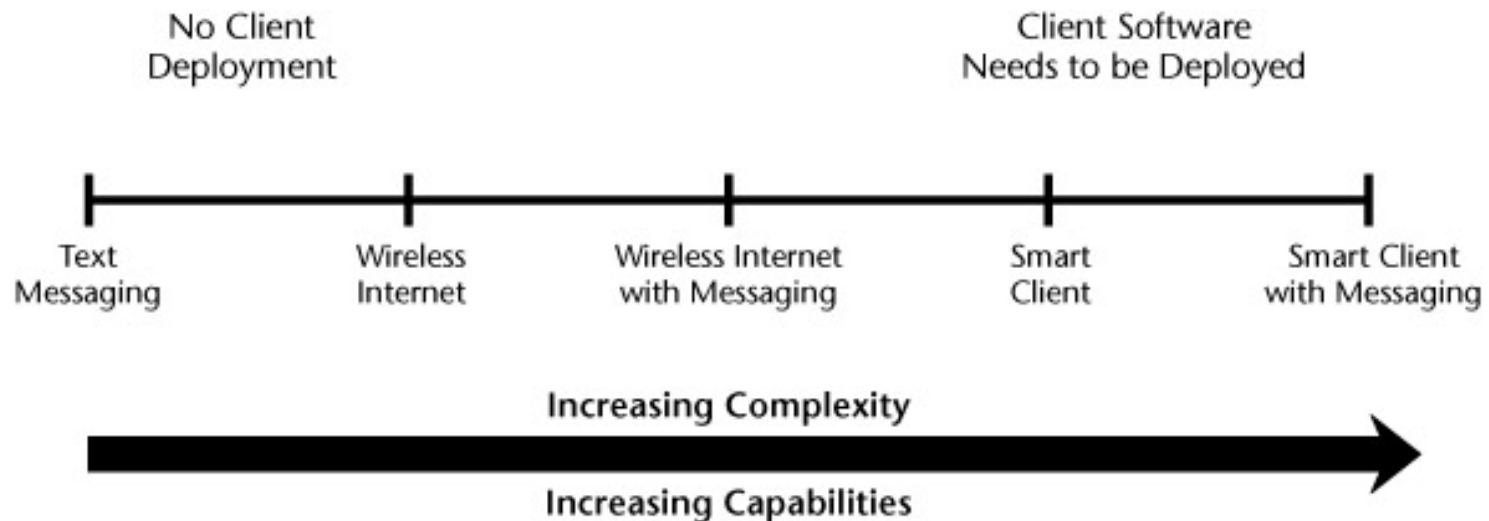 No Client
Deployment
Client Software
Needs to be Deployed
Text
Messaging
Wireless
Internet
Wireless Internet
with Messaging
Smart
Client
Smart Client
with Messaging
Increasing Complexity
Increasing Capabilities